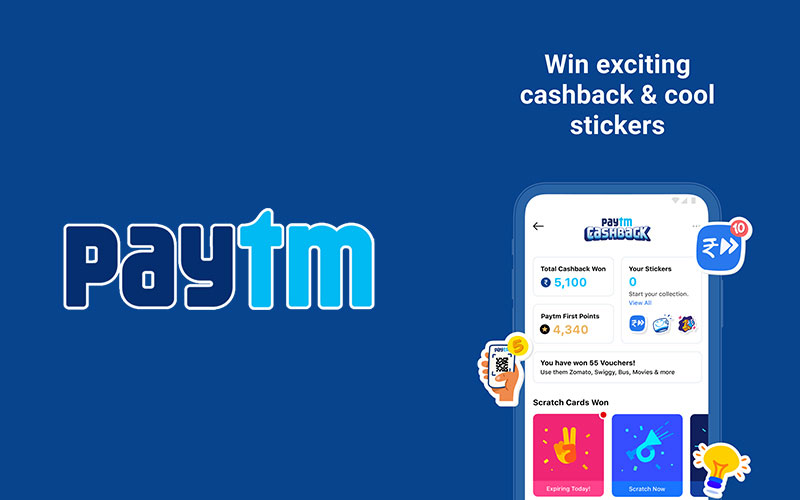 paytm
Win exciting
cashback & cool
stickers
paytm
CASHBACK
10
Total Cashback Won
₹ 5,100
Your Stickers
0
Start your collection.
View All
Paytm First Points
4,340
You have won 55 Vouchers!
Use them Zomato, Swiggy, Bus, Movies & more
5
Scratch Cards Won
Expiring Today!
Scratch Now